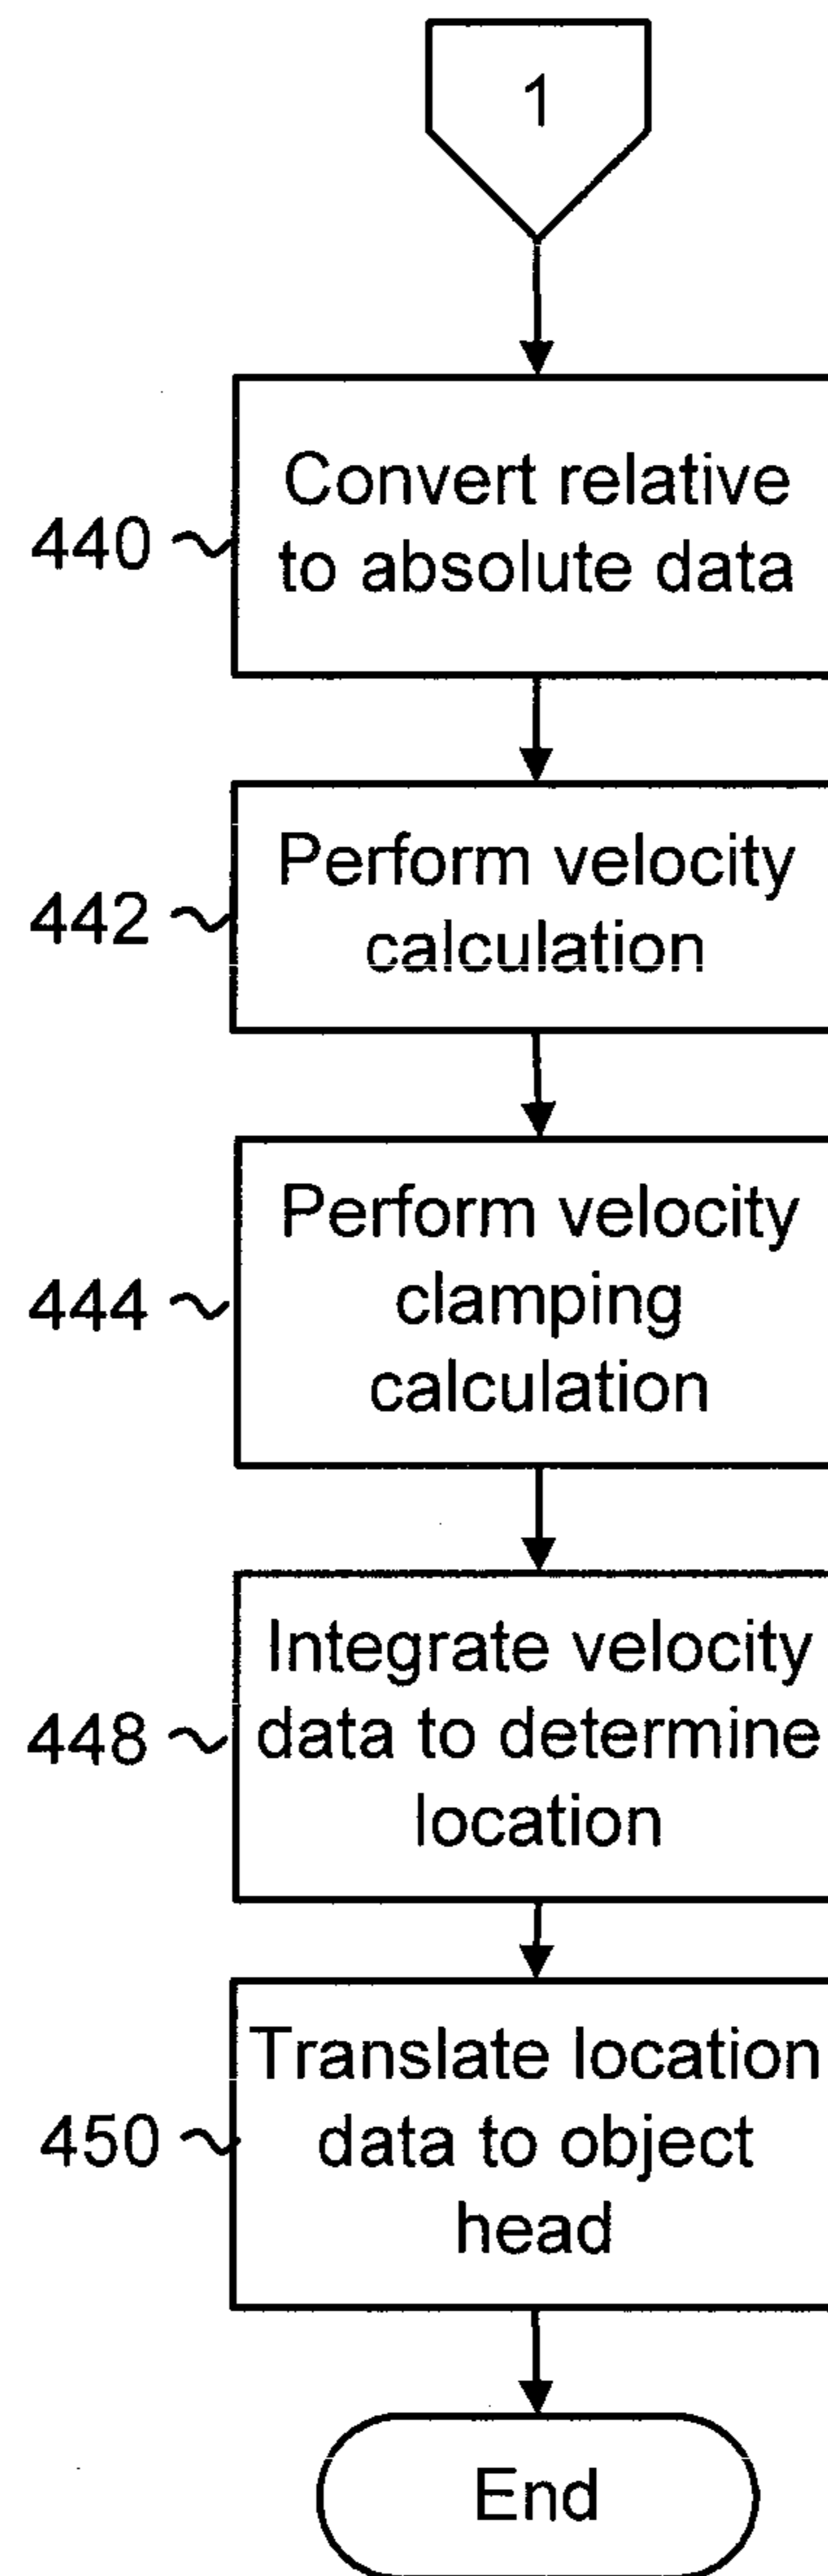 1
Convert relative
to absolute data
440
Perform velocity
calculation
442
Perform velocity
clamping
calculation
444
Integrate velocity
data to determine
location
448
Translate location
data to object
head
450
End